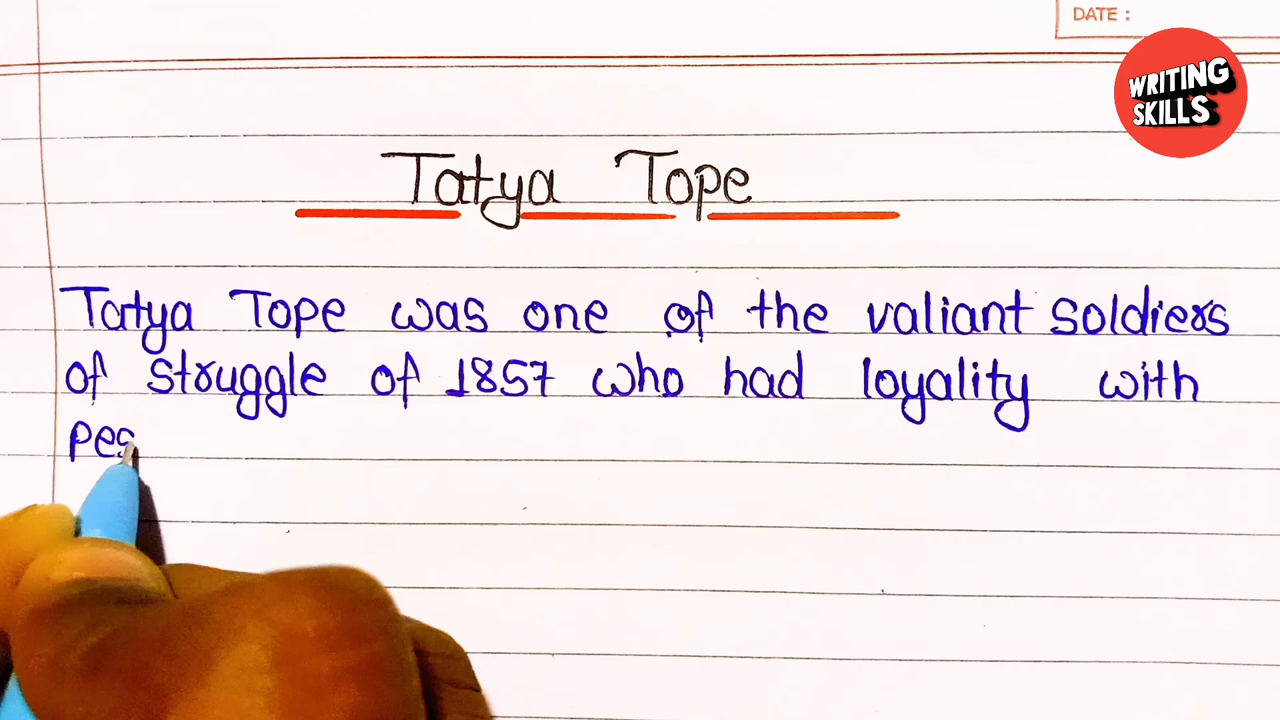 DATE :
WRITING
SKILLS
Tatya Tope
Tatya Tope was one of the valiant soldiers
of struggle of 1857 who had loyality with
pes